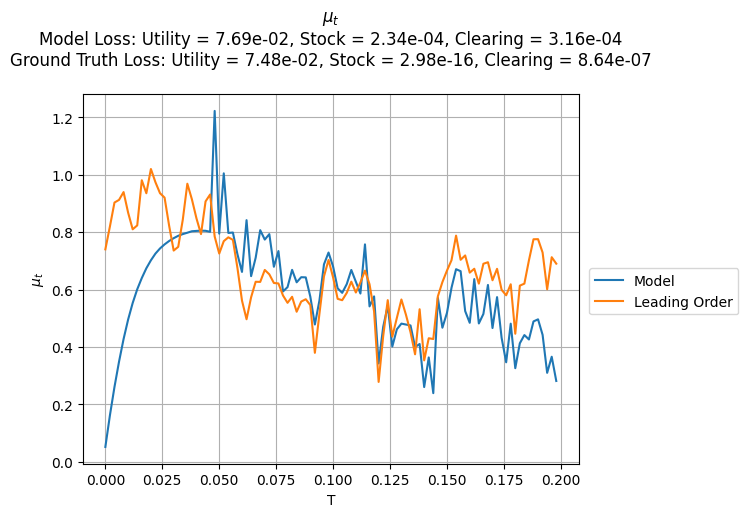 μ_t
Model Loss: Utility = 7.69e-02, Stock = 2.34e-04, Clearing = 3.16e-04
Ground Truth Loss: Utility = 7.48e-02, Stock = 2.98e-16, Clearing = 8.64e-07
1.2
1.0
0.8
0.6
0.4
0.2
0.0
μ_t
0.000 0.025 0.050 0.075 0.100 0.125 0.150 0.175 0.200
T
Model
Leading Order